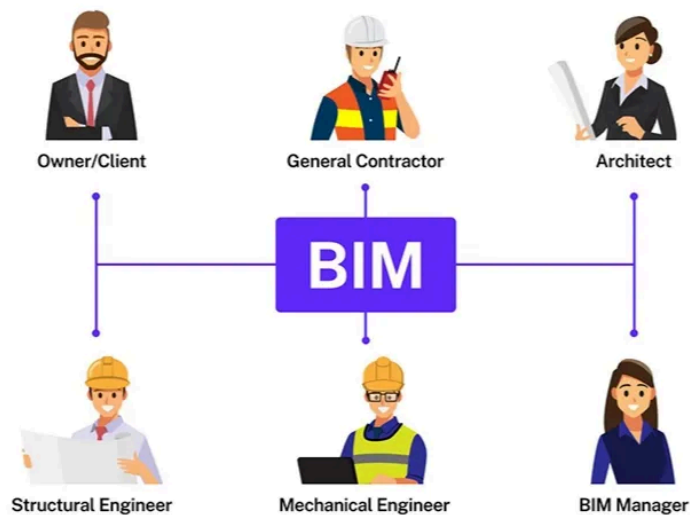 Owner/Client
General Contractor
Architect
BIM
Structural Engineer
Mechanical Engineer
BIM Manager